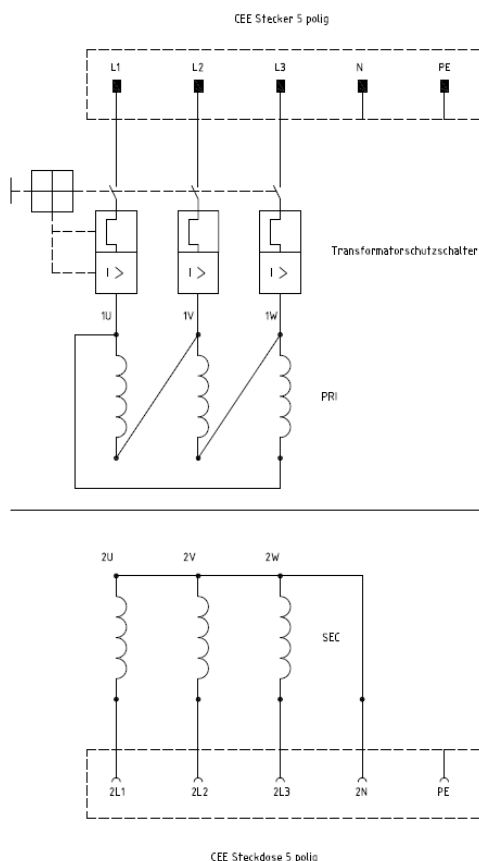 CEE Stecker 5 polig
L1 L2 L3 N PE
Transformatorschutzschalter
I > I > I >
1U 1V 1W
PRI
2U 2V 2W
SEC
2L1 2L2 2L3 2N PE
CEE Steckdose 5 polig